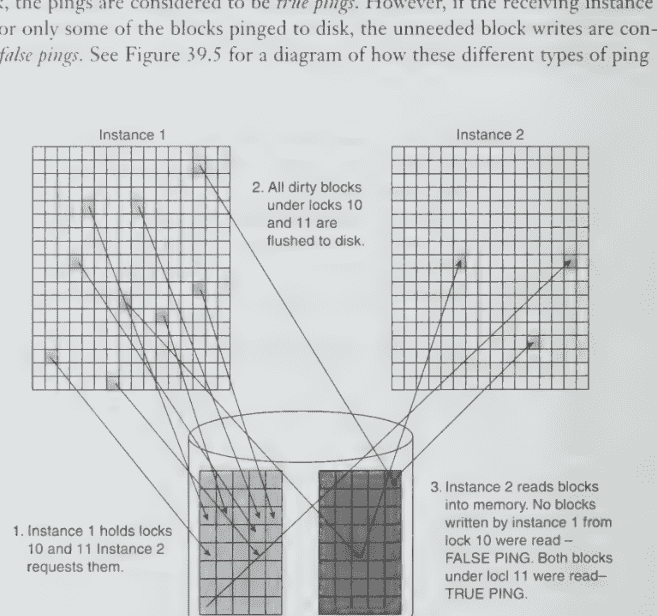 , the pings are considered to be true pings. However, if the receiving instance
or only some of the blocks pinged to disk, the unneeded block writes are con-
false pings. See Figure 39.5 for a diagram of how these different types of ping
Instance 1
Instance 2
2. All dirty blocks
under locks 10
and 11 are
flushed to disk.
1. Instance 1 holds locks
10 and 11 Instance 2
requests them.
3. Instance 2 reads blocks
into memory. No blocks
written by instance 1 from
lock 10 were read –
FALSE PING. Both blocks
under locl 11 were read–
TRUE PING.